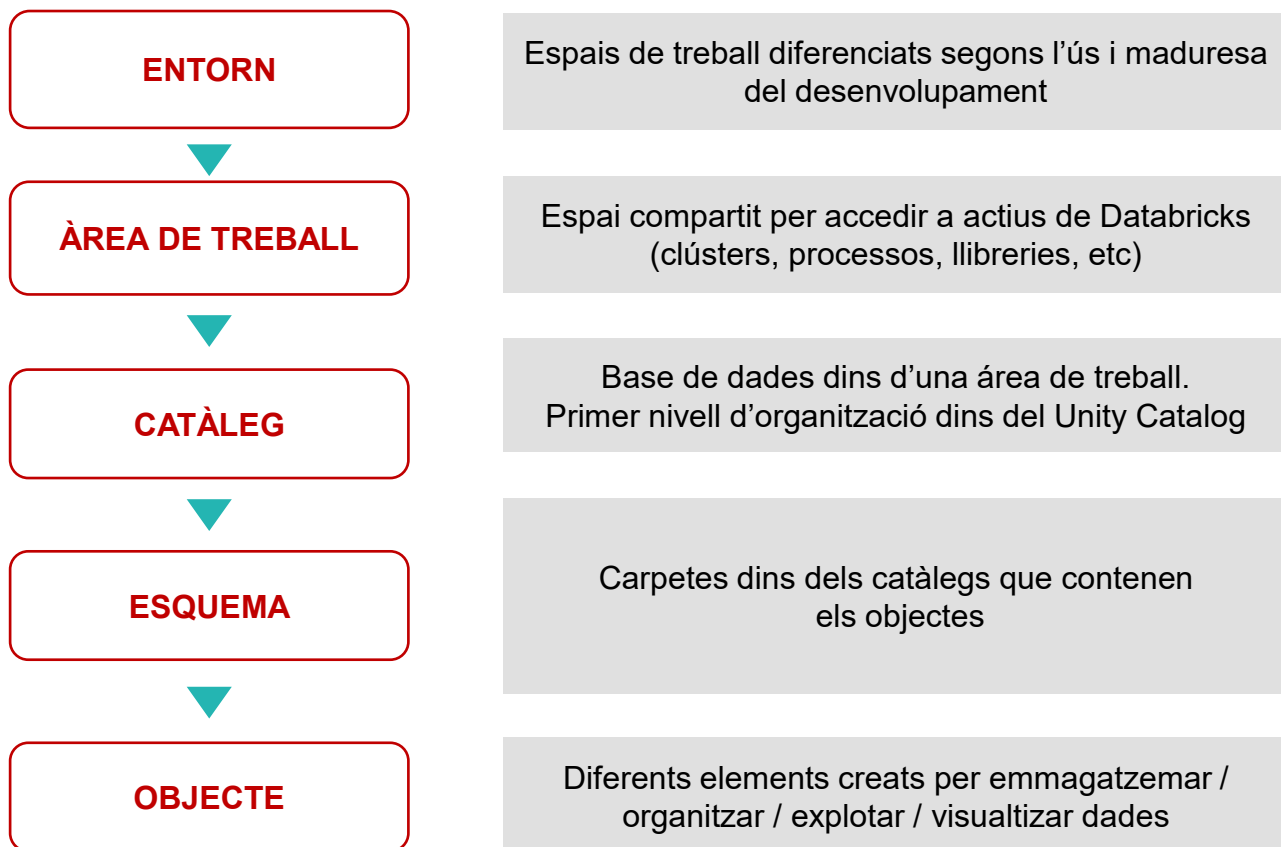 ENTORN
Espais de treball diferenciats segons l’ús i maduresa
del desenvolupament
ÀREA DE TREBALL
Espai compartit per accedir a actius de Databricks
(clústers, processos, llibreries, etc)
CATÀLEG
Base de dades dins d’una área de treball.
Primer nivell d’organització dins del Unity Catalog
ESQUEMA
Carpetes dins dels catàlegs que contenen
els objectes
OBJECTE
Diferents elements creats per emmagatzemar /
organitzar / explotar / visualtizar dades